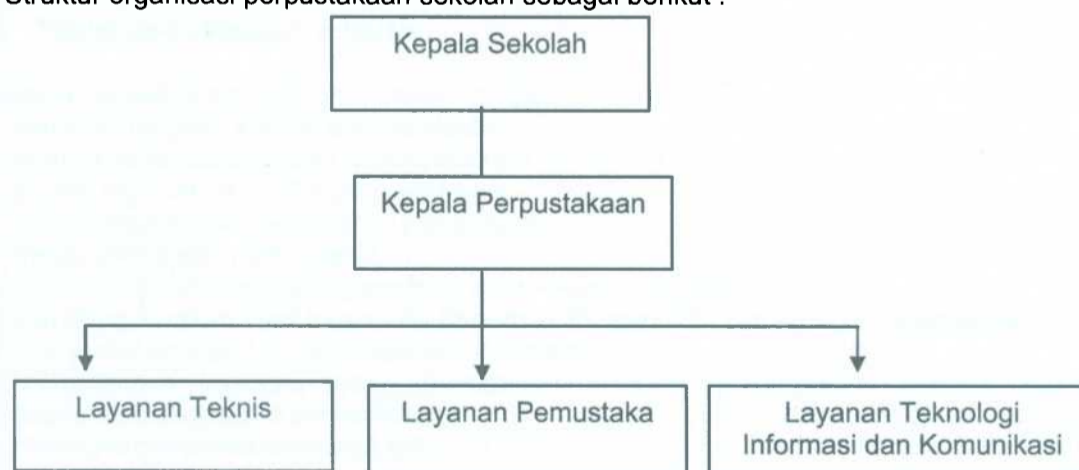 Struktur organisasi perpustakaan sekolah sebagai berikut :
Kepala Sekolah
Kepala Perpustakaan
Layanan Teknis
Layanan Pemustaka
Layanan Teknologi
Informasi dan Komunikasi